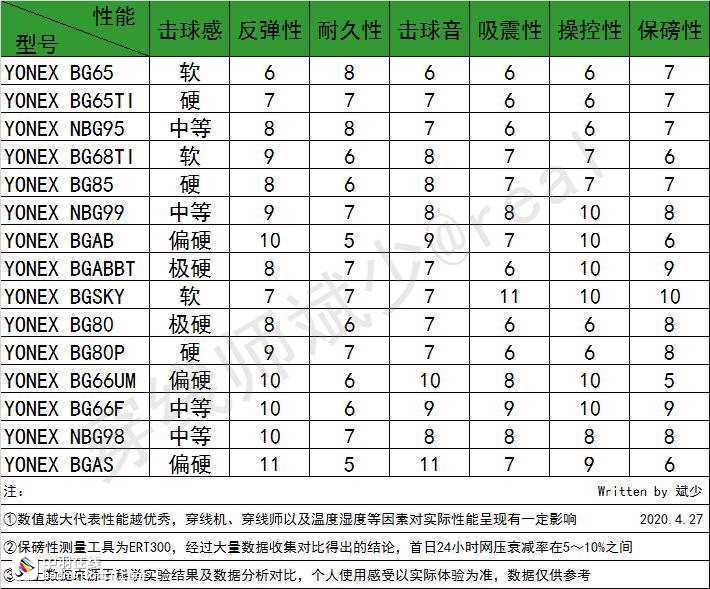 性能
型号 击球感 反弹性 耐久性 击球音 吸震性 操控性 保磅性
YONEX BG65 软 6 8 6 6 6 7
YONEX BG65TI 硬 7 7 7 6 6 7
YONEX NBG95 中等 8 8 7 6 6 7
YONEX BG68TI 软 9 6 8 7 7 6
YONEX BG85 硬 8 6 8 7 7 7
YONEX NBG99 中等 9 7 8 8 10 8
YONEX BGAB 偏硬 10 5 9 7 10 6
YONEX BGABBT 极硬 8 7 7 6 10 9
YONEX BGSKY 软 7 7 7 11 10 10
YONEX BG80 极硬 8 6 7 6 6 8
YONEX BG80P 硬 9 7 7 6 6 8
YONEX BG66UM 偏硬 10 6 10 8 10 5
YONEX BG66F 中等 10 6 9 9 10 9
YONEX NBG98 中等 10 7 8 8 8 8
YONEX BGAS 偏硬 11 5 11 7 9 6
注: Written by 斌少
①数值越大代表性能越优秀，穿线机、穿线师以及温度湿度等因素对实际性能呈现有一定影响 2020.4.27
②保磅性测量工具为ERT300，经过大量数据收集对比得出的结论，首日24小时网压衰减率在5～10%之间
③ 数据 于科学实验结果及数据分析对比，个人使用感受以实际体验为准，数据仅供参考
中羽在线
穿线师斌少@real